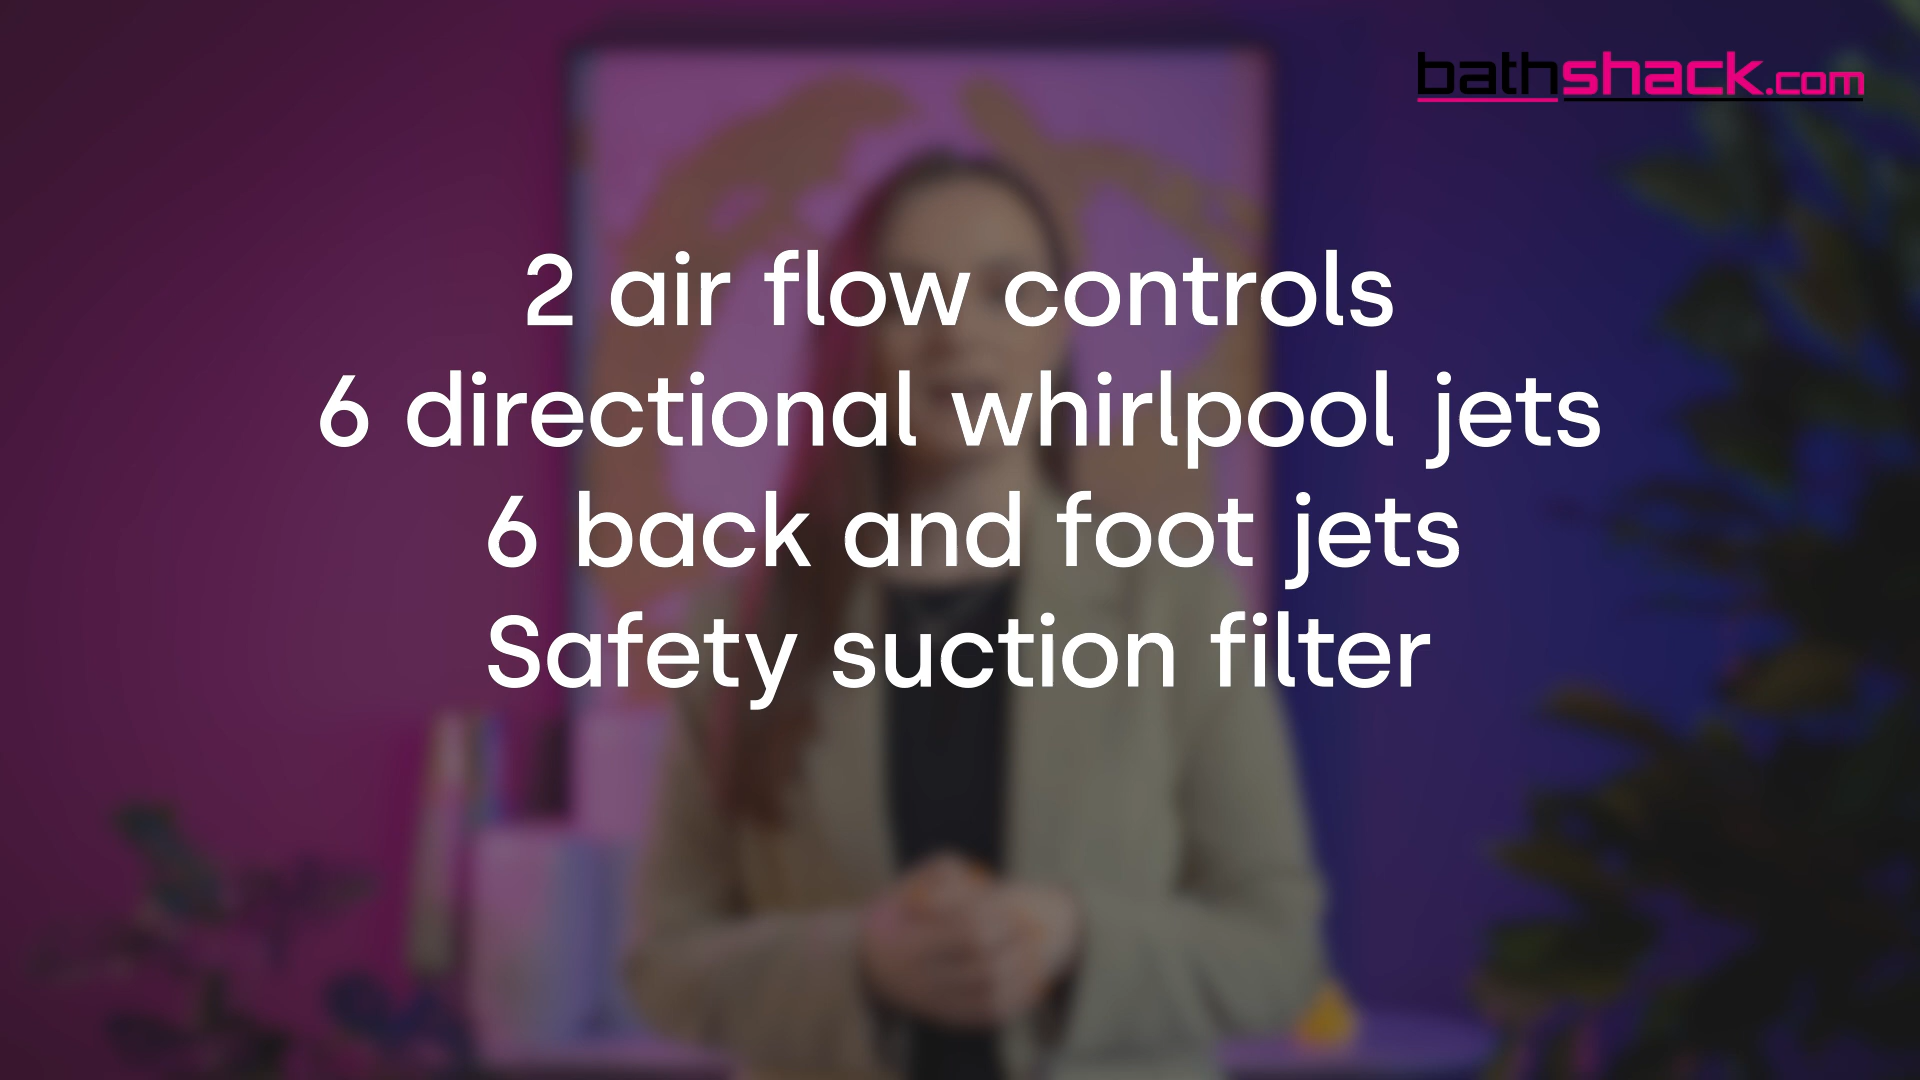 bathshack.com
2 air flow controls
6 directional whirlpool jets
6 back and foot jets
Safety suction filter